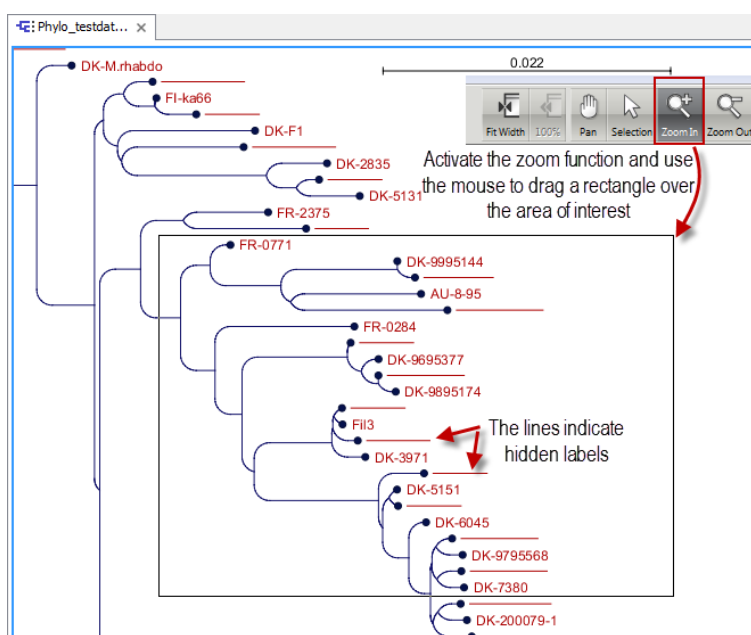 Phylo_testdat...
DK-M.rhabdo
0.022
FI-ka66
Fit Width 100% Pan Selection Zoom In Zoom Out
DK-F1
Activate the zoom function and use
the mouse to drag a rectangle over
the area of interest
DK-2835
DK-5131
FR-2375
FR-0771
DK-9995144
AU-8-95
FR-0284
DK-9695377
DK-9895174
Fil3
The lines indicate
hidden labels
DK-3971
DK-5151
DK-6045
DK-9795568
DK-7380
DK-200079-1